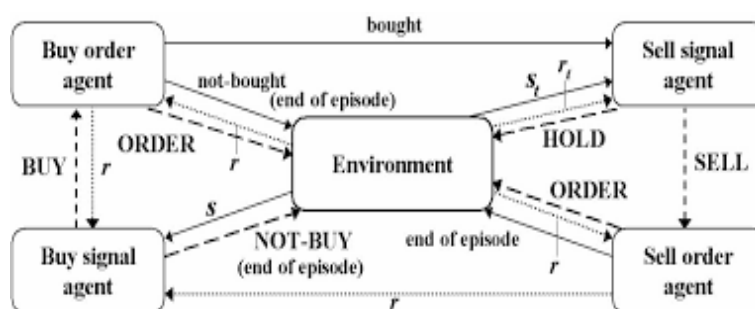 bought
Buy order
agent
Sell signal
agent
not-bought
(end of episode)
s_t
r_t
ORDER
r
HOLD
BUY
r
Environment
SELL
ORDER
s
NOT-BUY
(end of episode)
end of episode
r
Buy signal
agent
Sell order
agent
r